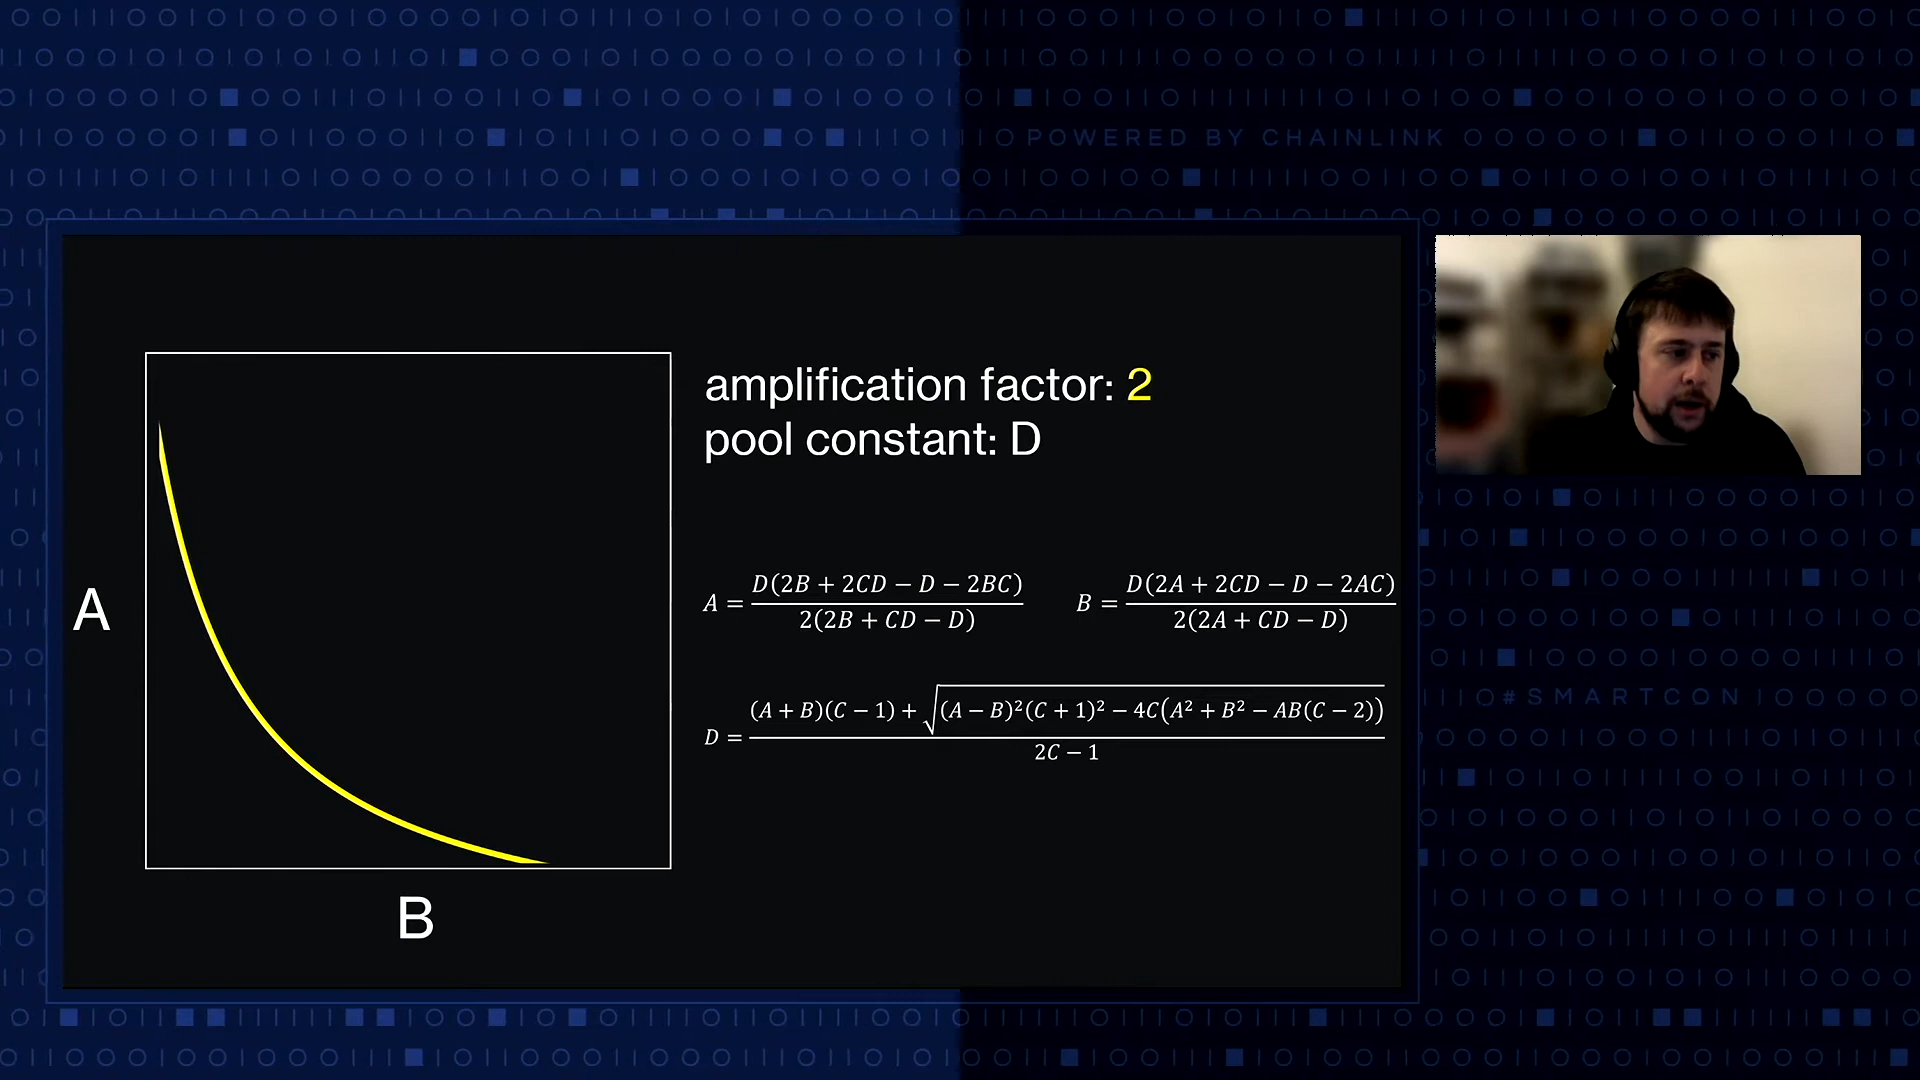 POWERED BY CHAINLINK
amplification factor: 2
pool constant: D
A
B
A = D(2B + 2CD − D − 2BC) / 2(2B + CD − D)
B = D(2A + 2CD − D − 2AC) / 2(2A + CD − D)
D = (A + B)(C − 1) + √((A − B)²(C + 1)² − 4C(A² + B² − AB(C − 2)) / 2C − 1
#SMARTCON